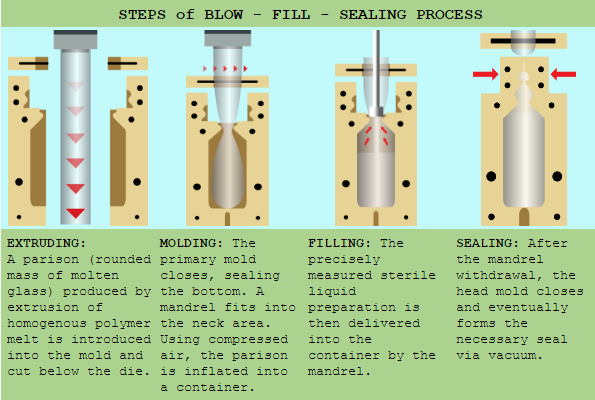 STEPS of BLOW - FILL - SEALING PROCESS
EXTRUDING:
A parison (rounded
mass of molten
glass) produced by
extrusion of
homogenous polymer
melt is introduced
into the mold and
cut below the die.
MOLDING: The
primary mold
closes, sealing
the bottom. A
mandrel fits into
the neck area.
Using compressed
air, the parison
is inflated into
a container.
FILLING: The
precisely
measured sterile
liquid
preparation is
then delivered
into the
container by the
mandrel.
SEALING: After
the mandrel
withdrawal, the
head mold closes
and eventually
forms the
necessary seal
via vacuum.